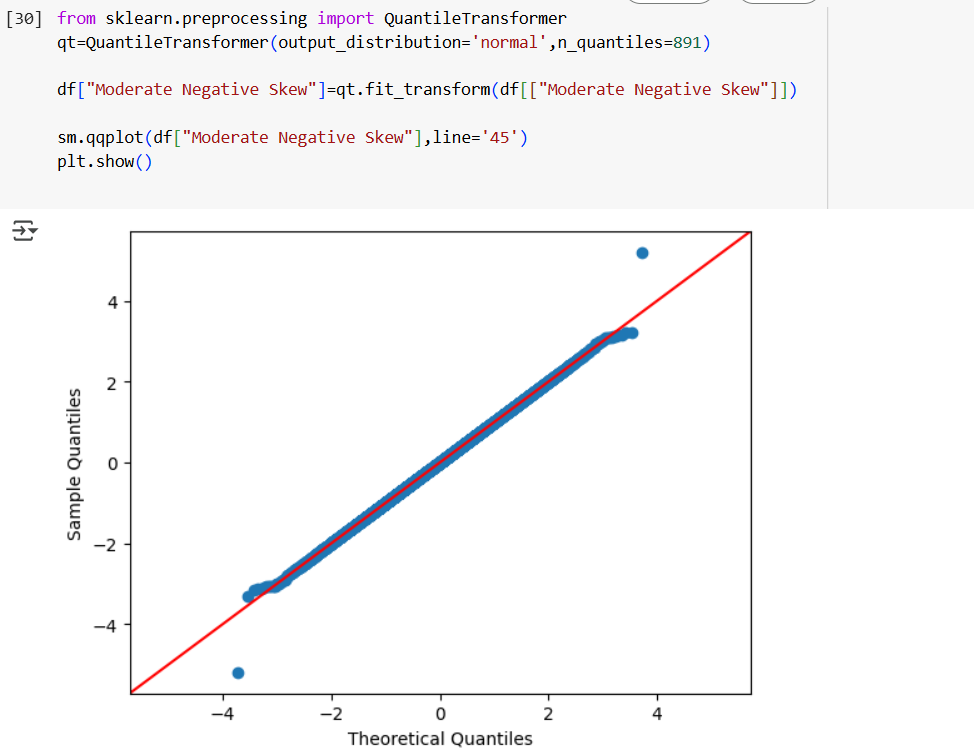 [30] from sklearn.preprocessing import QuantileTransformer
qt=QuantileTransformer(output_distribution='normal',n_quantiles=891)
df["Moderate Negative Skew"]=qt.fit_transform(df[["Moderate Negative Skew"]])
sm.qqplot(df["Moderate Negative Skew"],line='45')
plt.show()
4
2
0
−2
−4
Sample Quantiles
−4 −2 0 2 4
Theoretical Quantiles